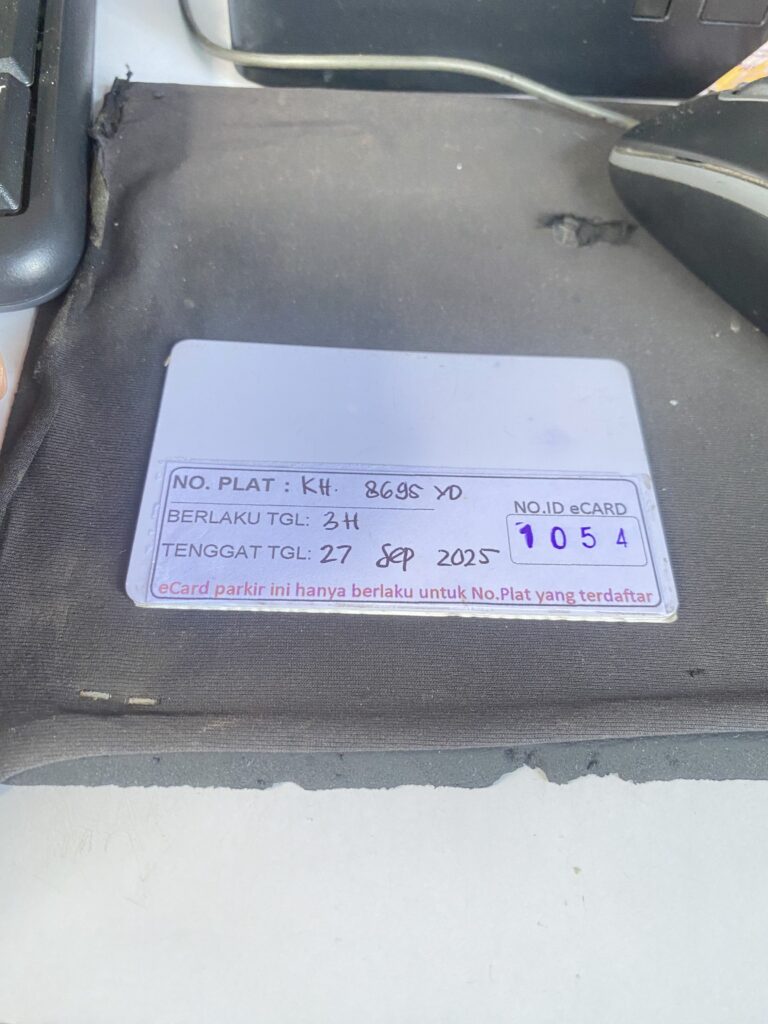 NO. PLAT : KH. 8695 YD
NO.ID eCARD
BERLAKU TGL: 3H
1054
TENGGAT TGL: 27 Sep 2025
eCard parkir ini hanya berlaku untuk No.Plat yang terdaftar